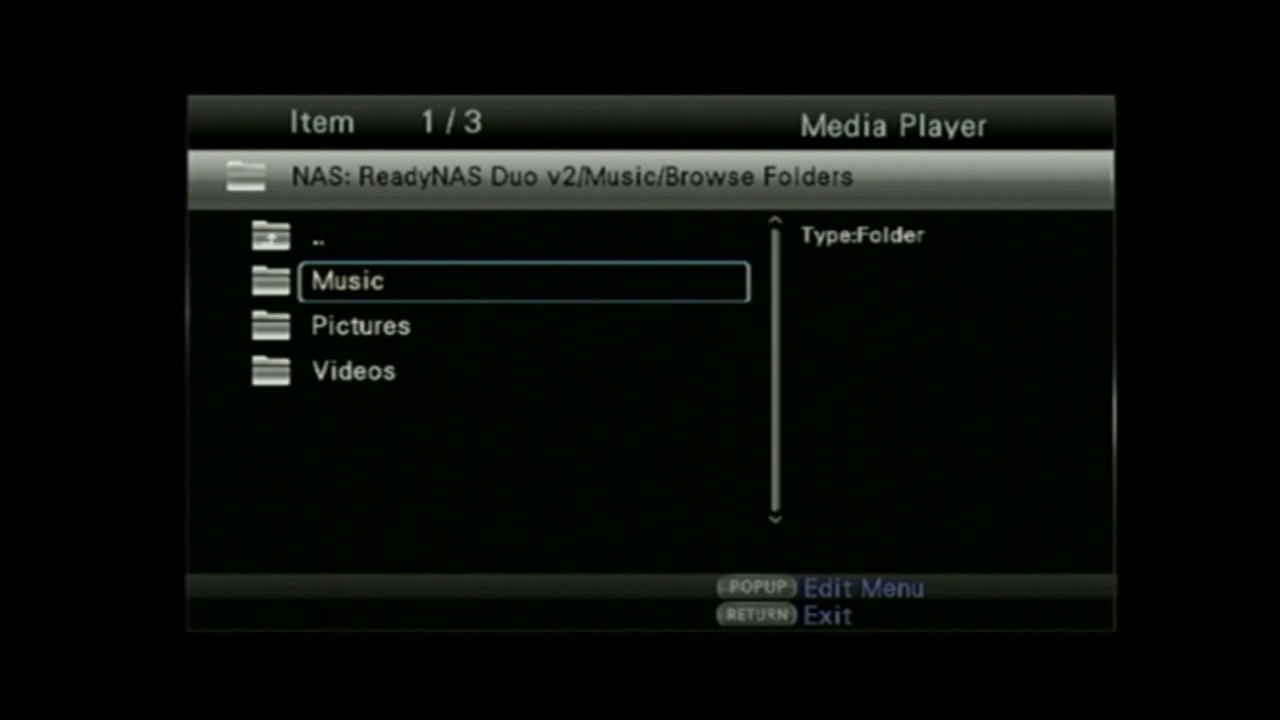 Item 1 / 3 Media Player
NAS: ReadyNAS Duo v2/Music/Browse Folders
..
Type:Folder
Music
Pictures
Videos
POPUP Edit Menu
RETURN Exit